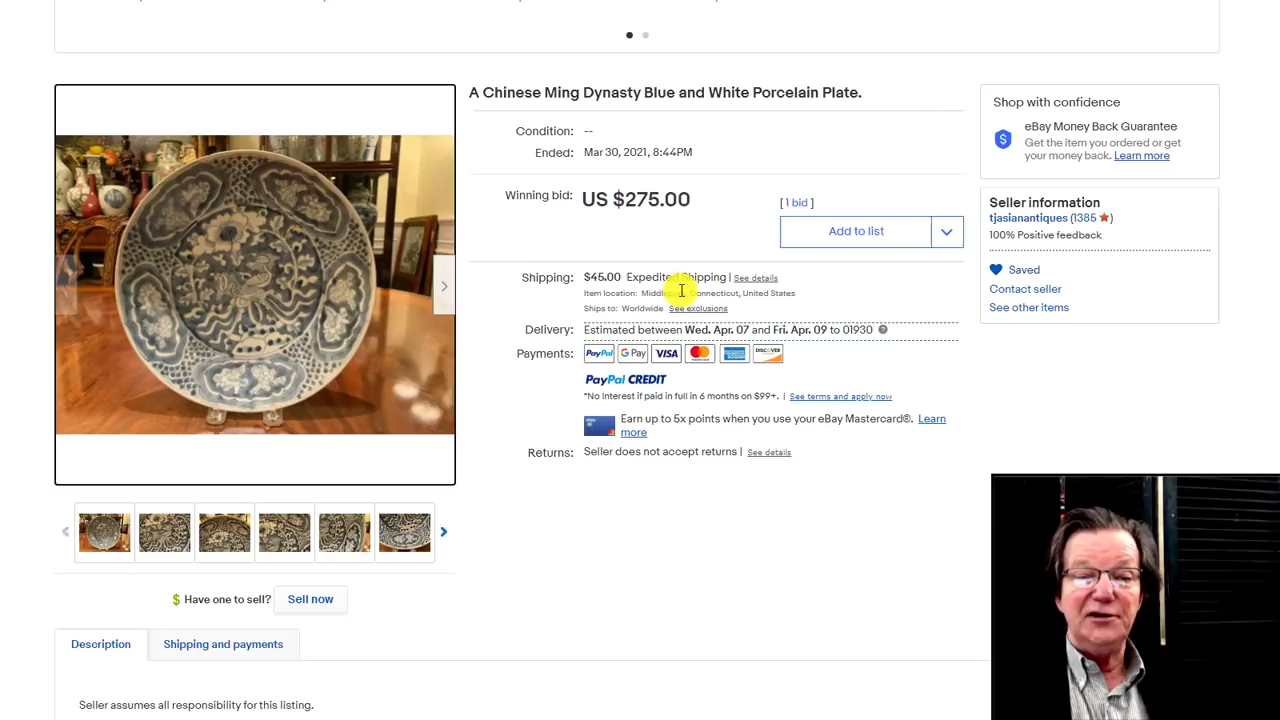 A Chinese Ming Dynasty Blue and White Porcelain Plate.
Condition: --
Ended: Mar 30, 2021, 8:44PM
Winning bid: US $275.00 [ 1 bid ]
Add to list
Shipping: $45.00 Expedited Shipping | See details
Item location: Connecticut, United States
Ships to: Worldwide See exclusions
Delivery: Estimated between Wed. Apr. 07 and Fri. Apr. 09 to 01930
Payments: PayPal G Pay VISA MasterCard AMERICAN EXPRESS DISCOVER
PayPal CREDIT
*No Interest if paid in full in 6 months on $99+. | See terms and apply now
Earn up to 5x points when you use your eBay Mastercard®. Learn
more
Returns: Seller does not accept returns | See details
Shop with confidence
eBay Money Back Guarantee
Get the item you ordered or get
your money back. Learn more
Seller information
tjasianantiques (1385 ★)
100% Positive feedback
Saved
Contact seller
See other items
$ Have one to sell? Sell now
Description Shipping and payments
Seller assumes all responsibility for this listing.